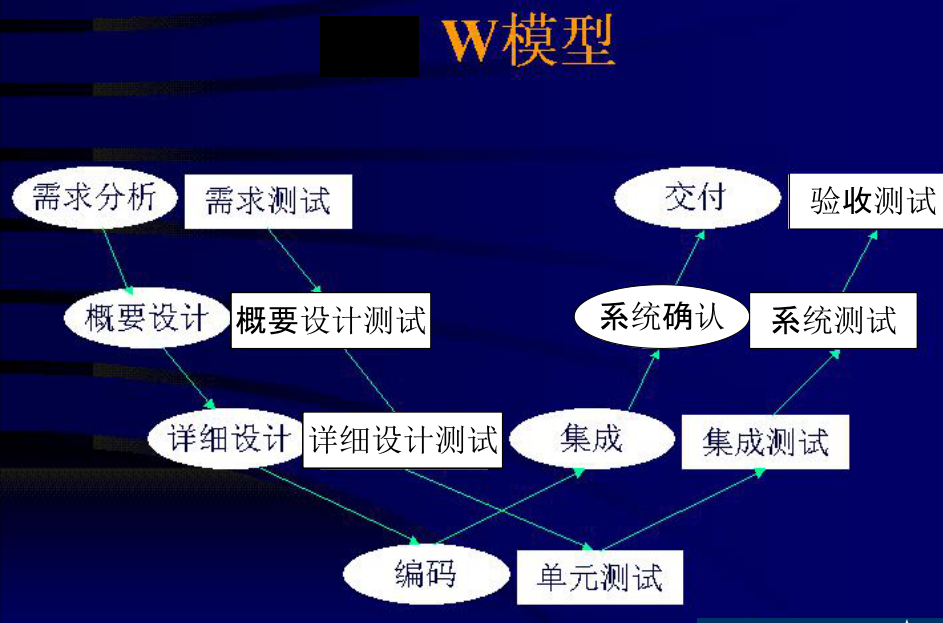 W模型
需求分析
需求测试
交付
验收测试
概要设计
概要设计测试
系统确认
系统测试
详细设计
详细设计测试
集成
集成测试
编码
单元测试